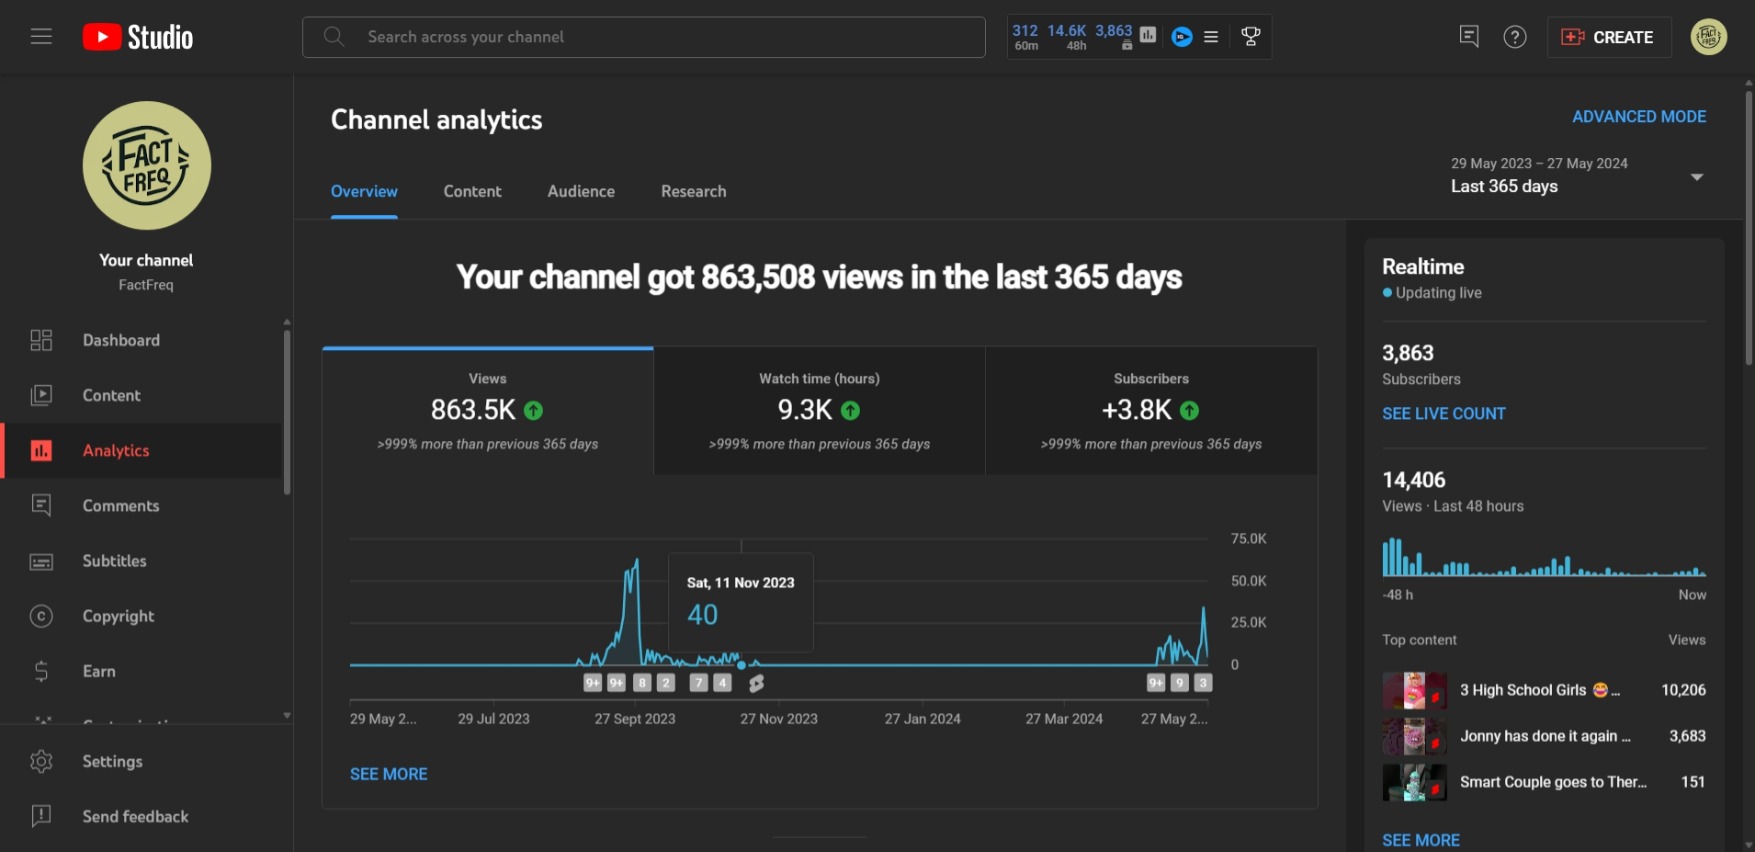 Studio
Search across your channel
312 14.6K 3,863
60m 48h
CREATE
FACT FREQ
FACT
FREQ
Your channel
FactFreq
Dashboard
Content
Analytics
Comments
Subtitles
Copyright
Earn
Settings
Send feedback
Channel analytics
ADVANCED MODE
29 May 2023 – 27 May 2024
Last 365 days
Overview Content Audience Research
Your channel got 863,508 views in the last 365 days
Views
863.5K
>999% more than previous 365 days
Watch time (hours)
9.3K
>999% more than previous 365 days
Subscribers
+3.8K
>999% more than previous 365 days
75.0K
50.0K
25.0K
0
Sat, 11 Nov 2023
40
9+ 9+ 8 2 7 4 9+ 9 3
29 May 2... 29 Jul 2023 27 Sept 2023 27 Nov 2023 27 Jan 2024 27 Mar 2024 27 May 2...
SEE MORE
Realtime
Updating live
3,863
Subscribers
SEE LIVE COUNT
14,406
Views · Last 48 hours
-48 h Now
Top content Views
3 High School Girls 😂... 10,206
Jonny has done it again ... 3,683
Smart Couple goes to Ther... 151
SEE MORE